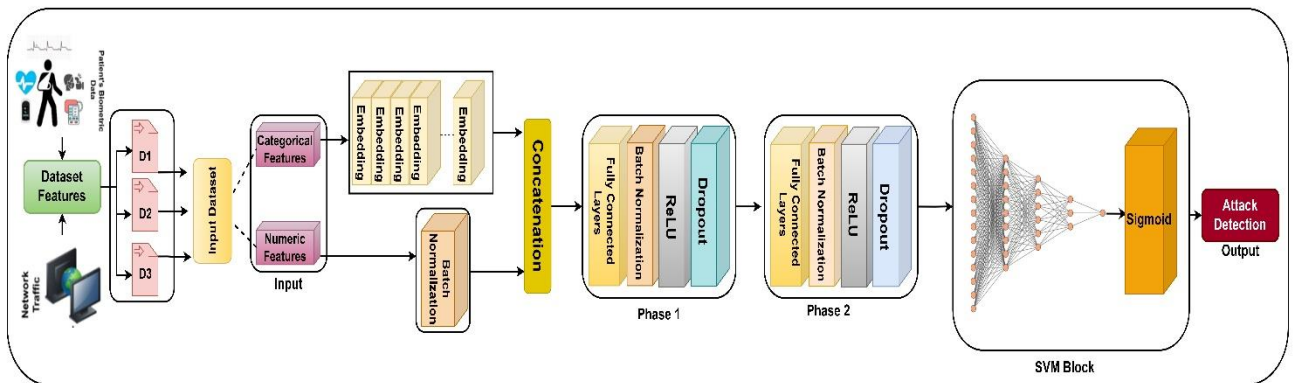 Patient's Biometric
Data
Dataset
Features
Network
Traffic
D1
D2
D3
Input Dataset
Categorical
Features
Numeric
Features
Input
Embedding
Embedding
Embedding
Embedding
Embedding
Batch
Normalization
Concatenation
Fully Connected
Layers
Batch Normalization
ReLU
Dropout
Phase 1
Fully Connected
Layers
Batch Normalization
ReLU
Dropout
Phase 2
Sigmoid
SVM Block
Attack
Detection
Output